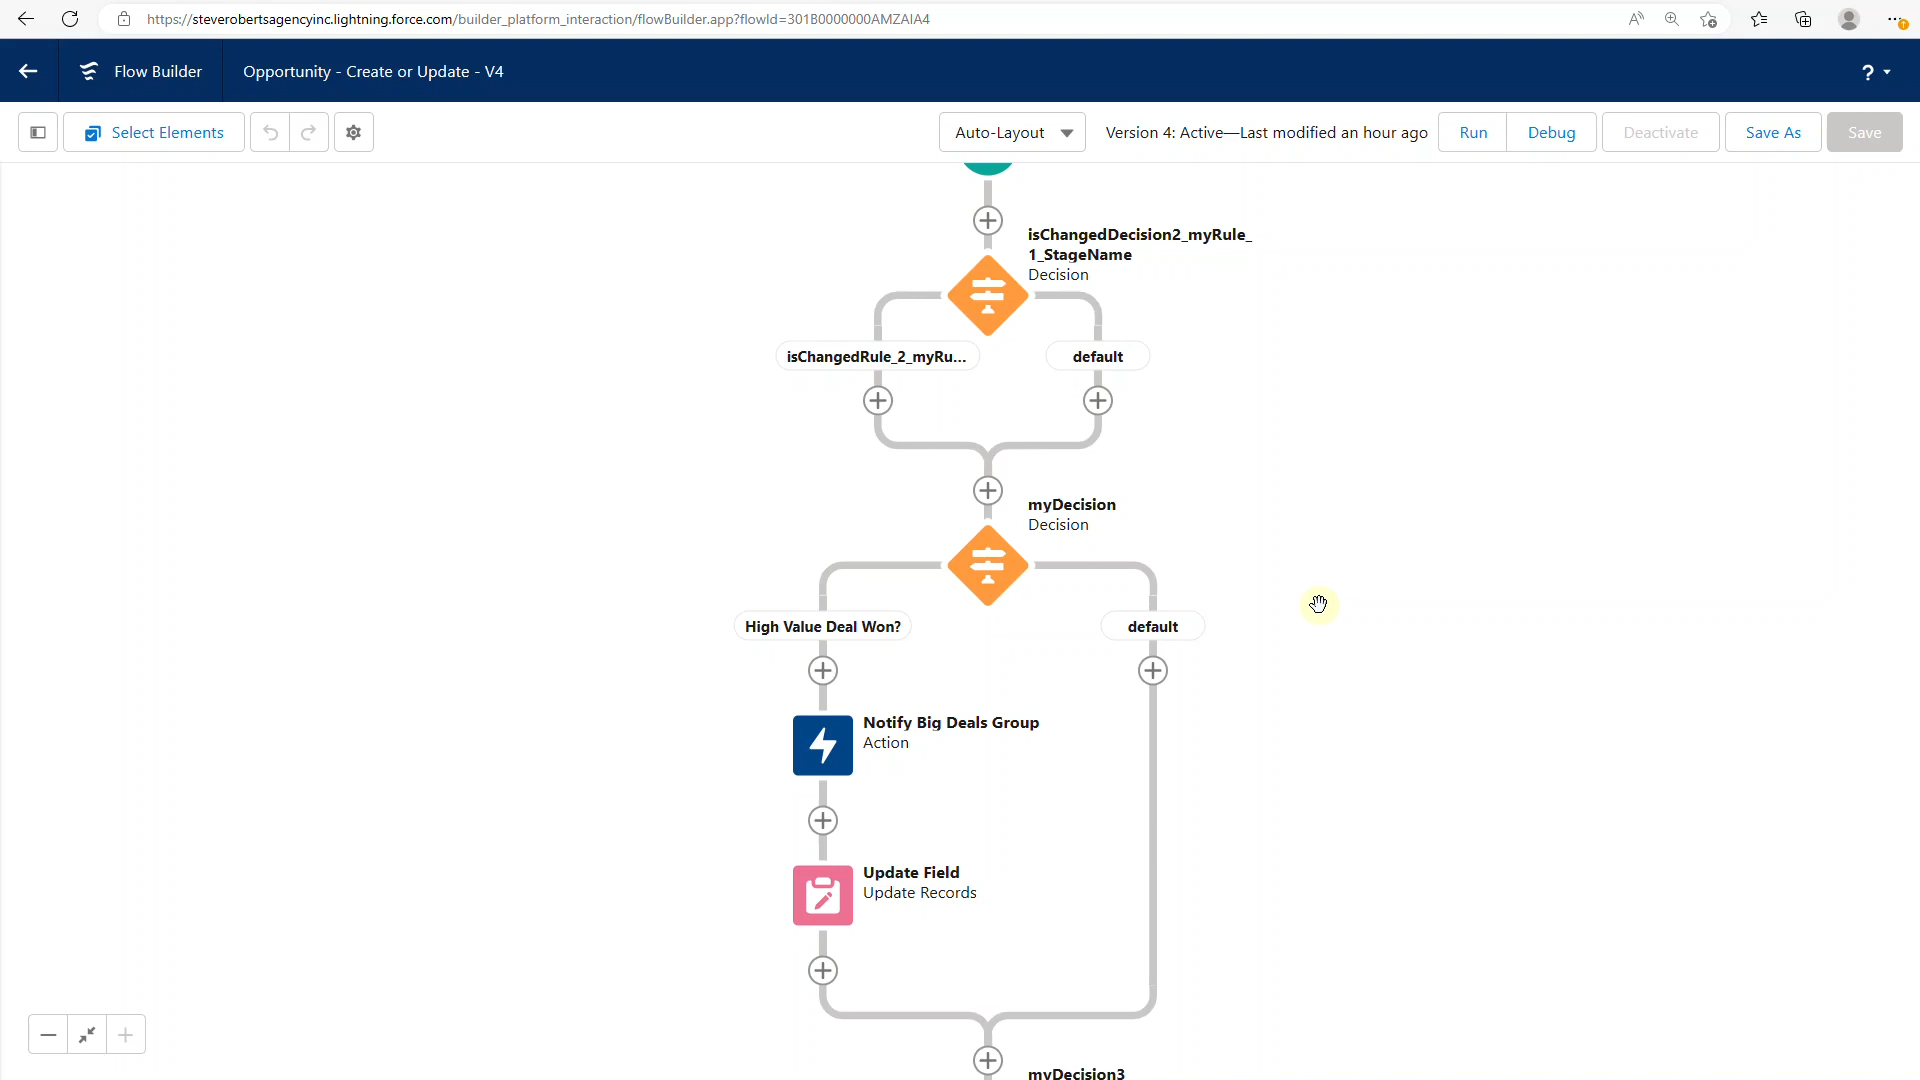 https://steverobertsagencyinc.lightning.force.com/builder_platform_interaction/flowBuilder.app?flowId=301B0000000AMZAIA4
Flow Builder
Opportunity - Create or Update - V4
?
Select Elements
Auto-Layout
Version 4: Active—Last modified an hour ago
Run
Debug
Deactivate
Save As
Save
isChangedDecision2_myRule_
1_StageName
Decision
isChangedRule_2_myRu...
default
myDecision
Decision
High Value Deal Won?
default
Notify Big Deals Group
Action
Update Field
Update Records
myDecision3